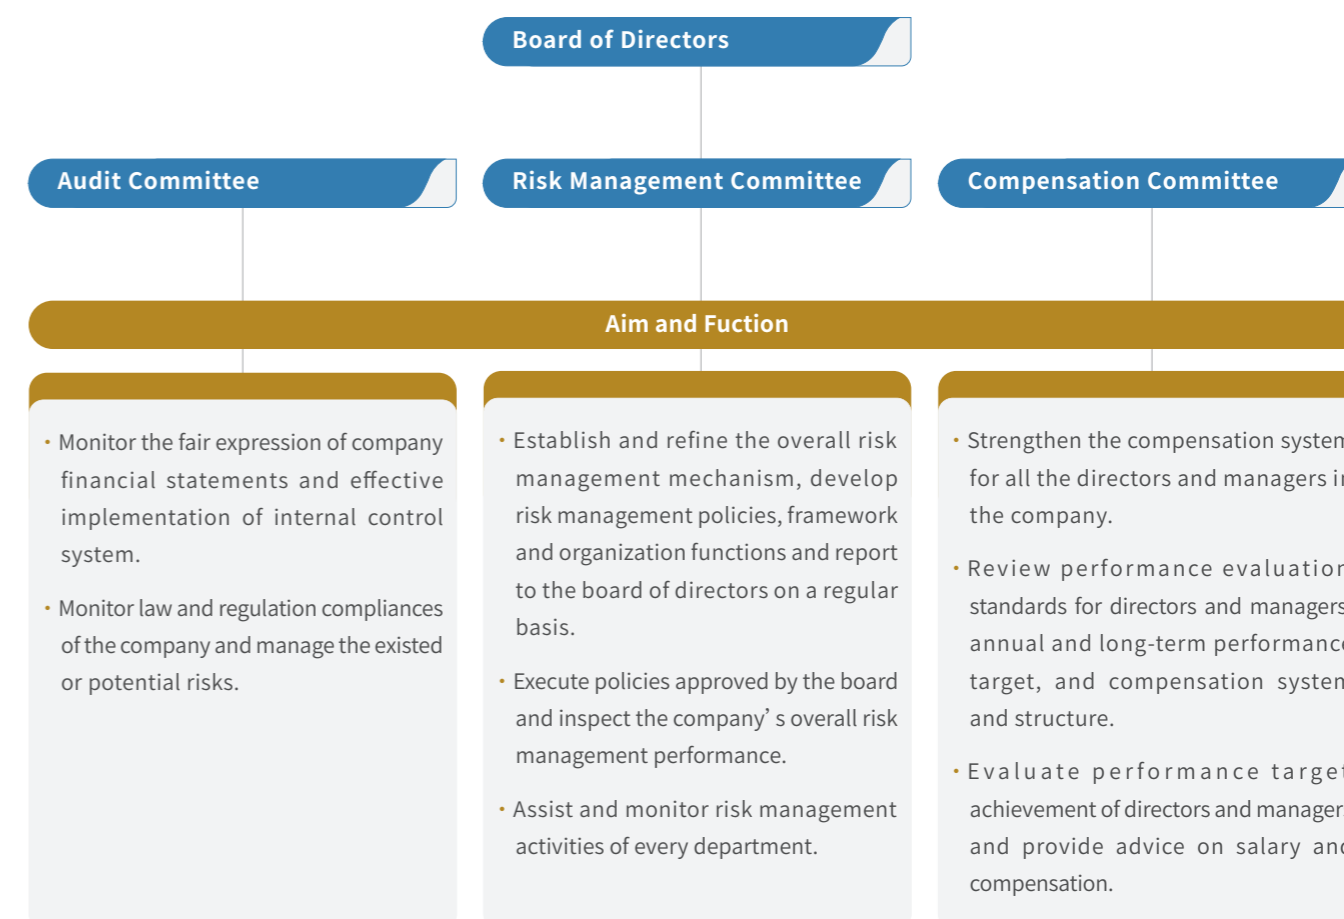 Board of Directors
Audit Committee
Risk Management Committee
Compensation Committee
Aim and Fuction
• Monitor the fair expression of company
financial statements and effective
implementation of internal control
system.
• Monitor law and regulation compliances
of the company and manage the existed
or potential risks.
• Establish and refine the overall risk
management mechanism, develop
risk management policies, framework
and organization functions and report
to the board of directors on a regular
basis.
• Execute policies approved by the board
and inspect the company’s overall risk
management performance.
• Assist and monitor risk management
activities of every department.
• Strengthen the compensation system
for all the directors and managers in
the company.
• Review performance evaluation
standards for directors and managers,
annual and long-term performance
target, and compensation system
and structure.
• Evaluate performance target
achievement of directors and managers
and provide advice on salary and
compensation.